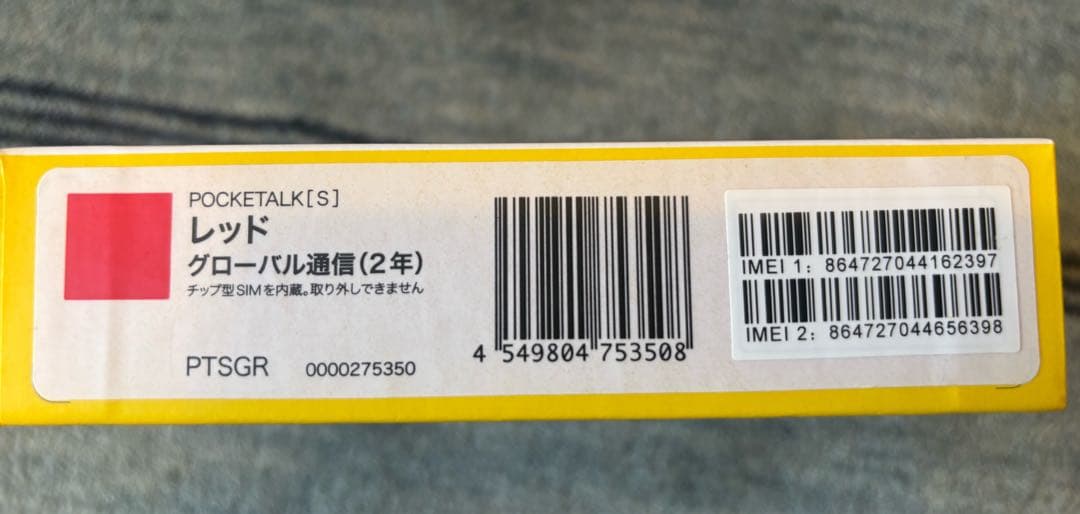 POCKETALK[S]
レッド
グローバル通信(2年)
チップ型SIMを内蔵。取り外しできません
PTSGR 0000275350
4 549804 753508
IMEI 1: 864727044162397
IMEI 2: 864727044656398